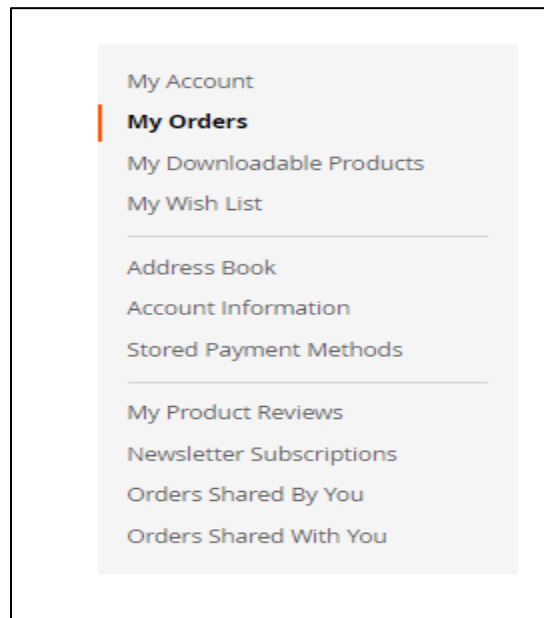 My Account
My Orders
My Downloadable Products
My Wish List
Address Book
Account Information
Stored Payment Methods
My Product Reviews
Newsletter Subscriptions
Orders Shared By You
Orders Shared With You